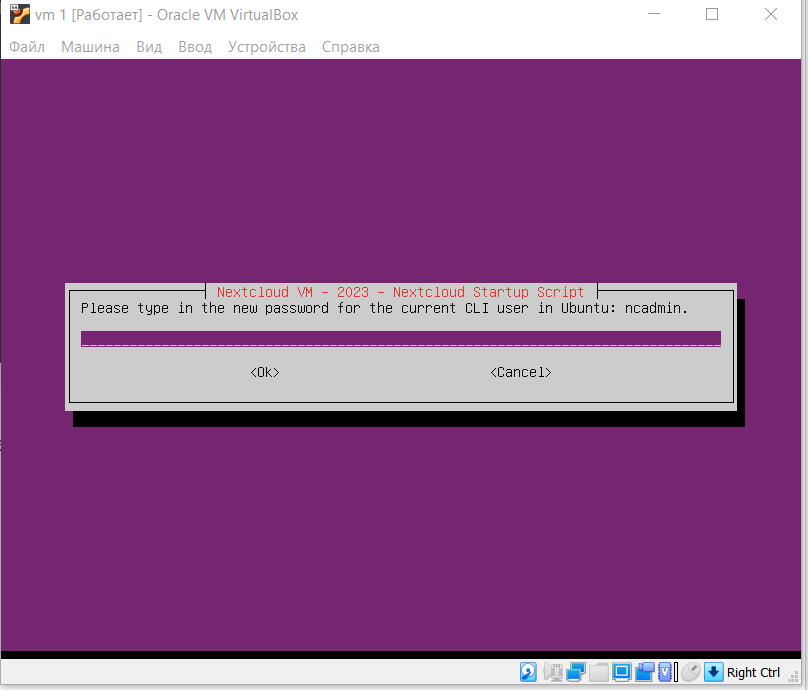 vm 1 [Работает] - Oracle VM VirtualBox
Файл Машина Вид Ввод Устройства Справка
Nextcloud VM - 2023 - Nextcloud Startup Script
Please type in the new password for the current CLI user in Ubuntu: ncadmin.
<Ok> <Cancel>
Right Ctrl